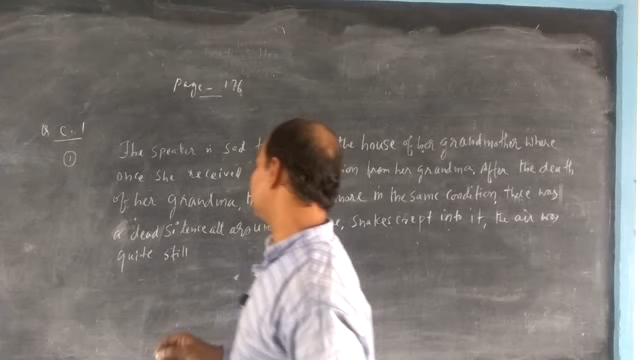 Page - 176
Q C.1
① The speaker is sad the house of her grandmother where
once she received from her grandma. After the death
of her grandma, more in the same condition, there was
a dead silence all around snakes crept into it, the air was
quite still